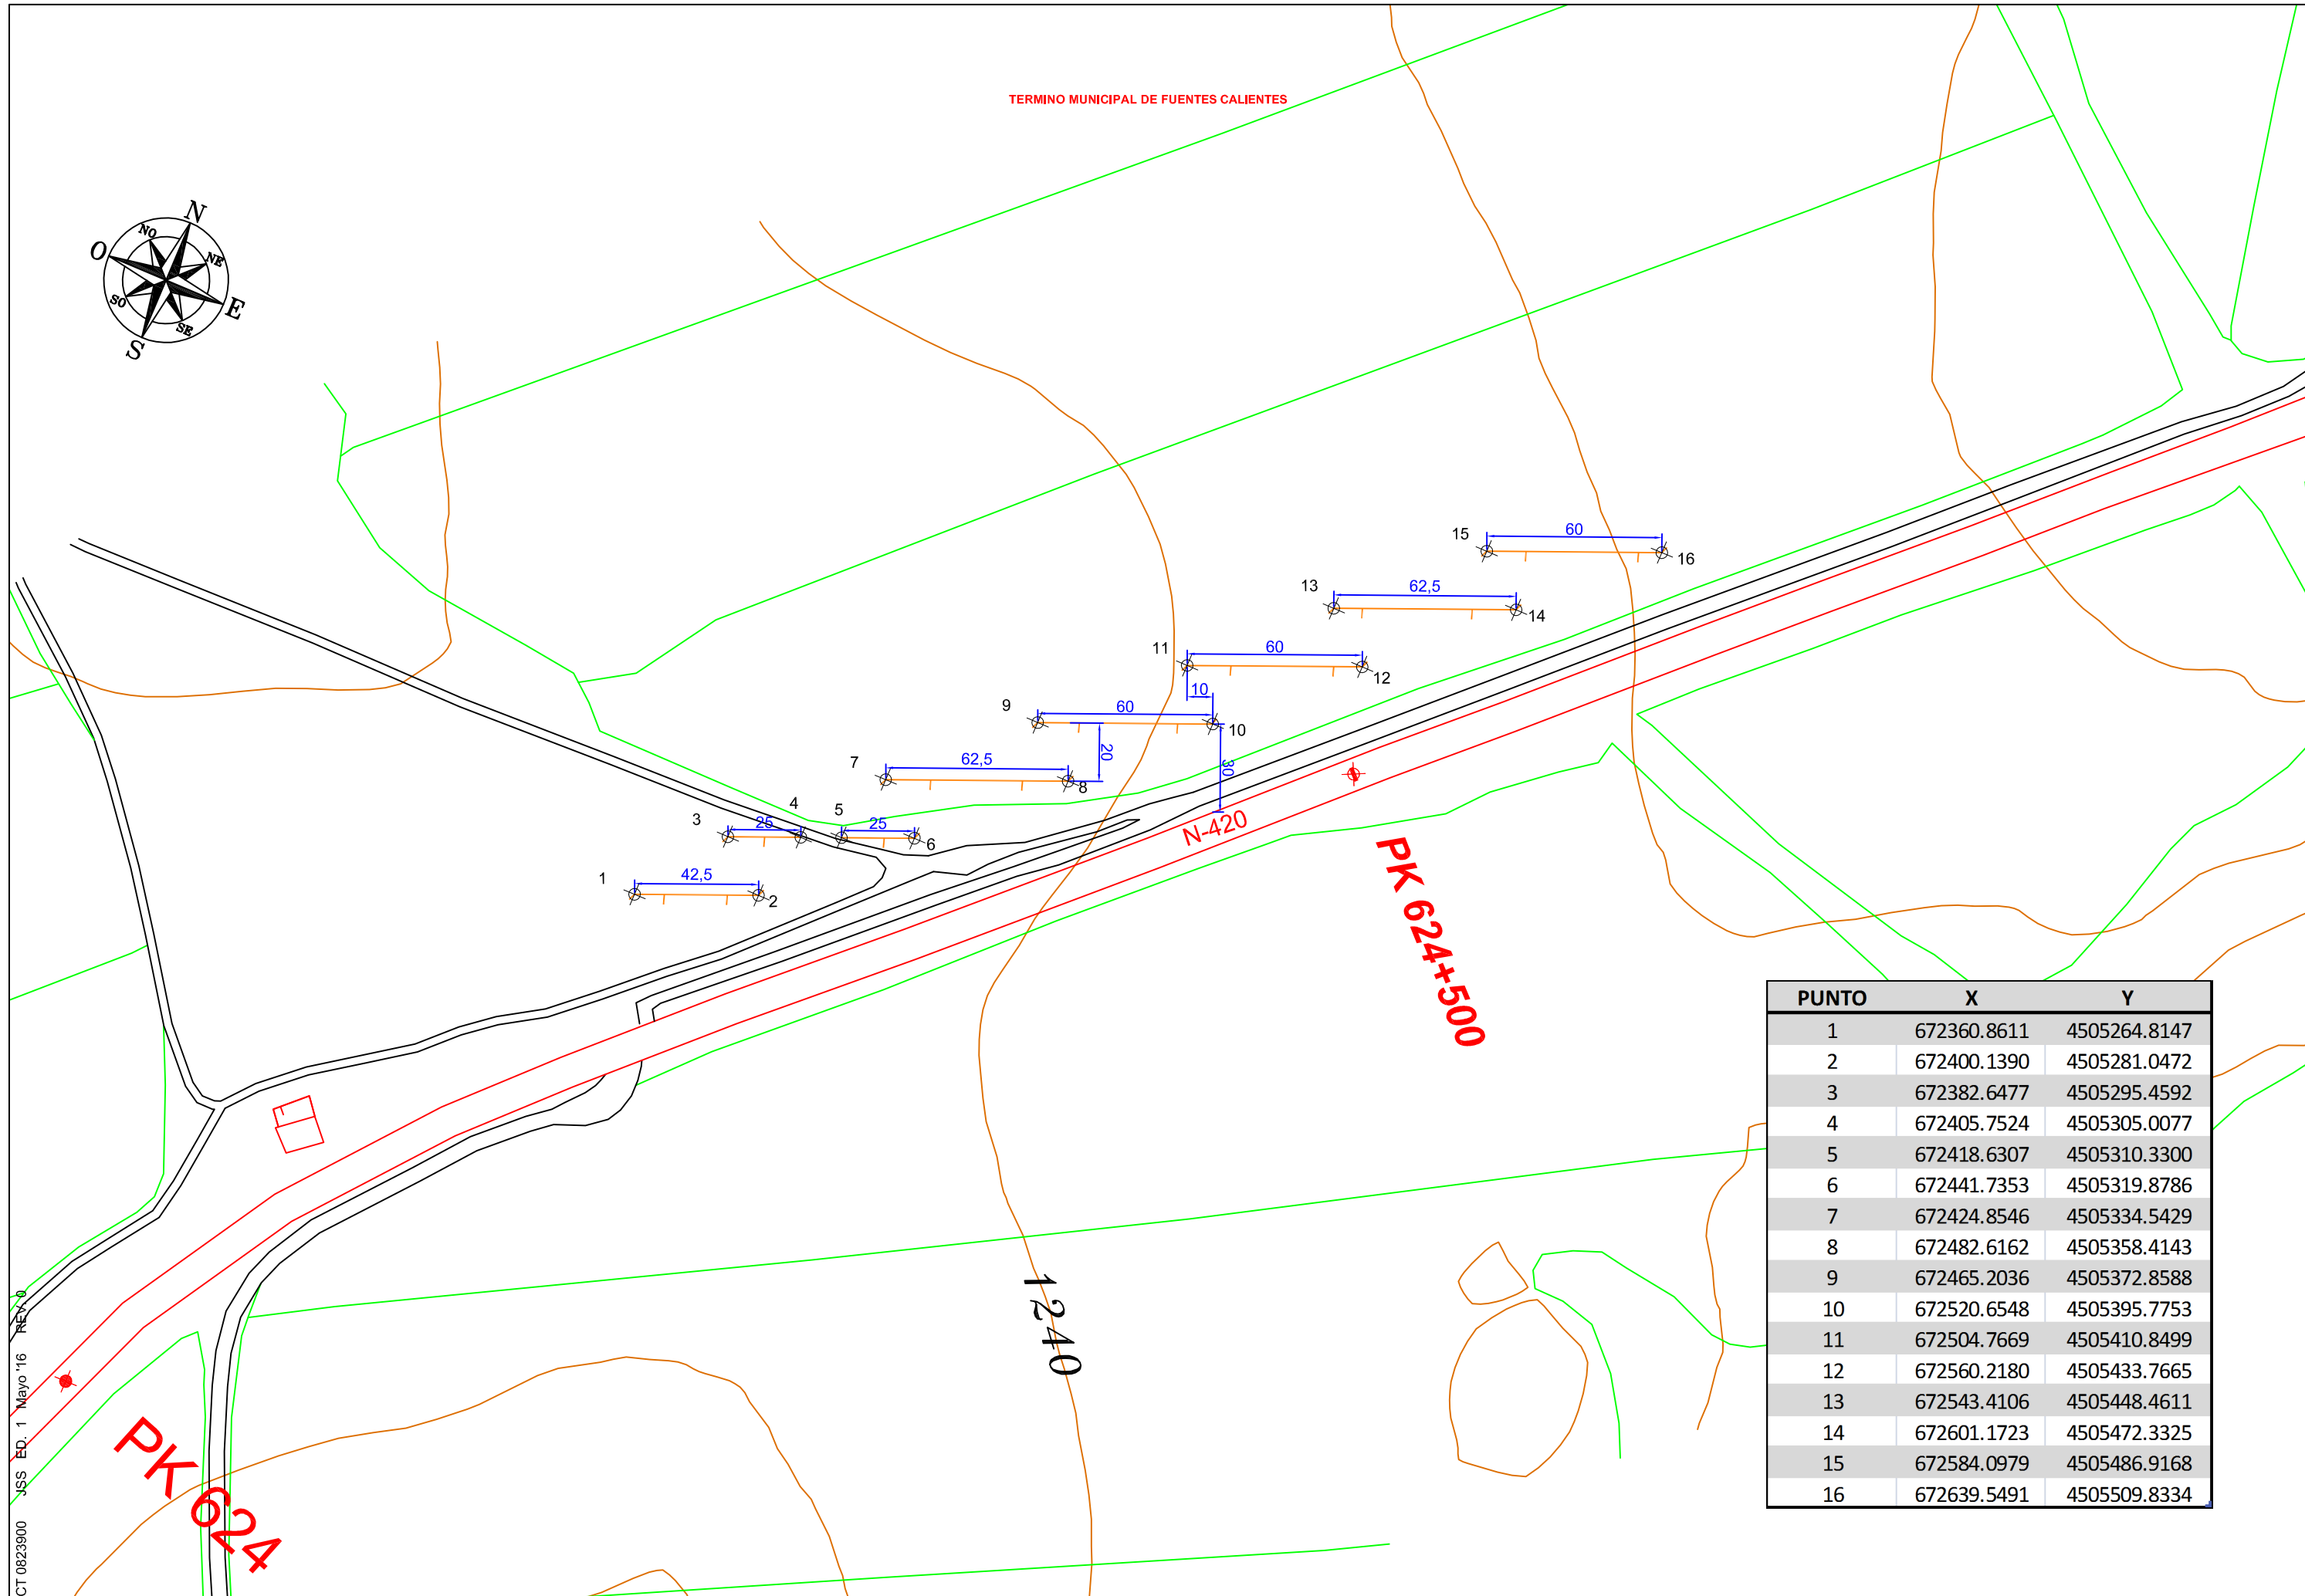 TERMINO MUNICIPAL DE FUENTES CALIENTES
N
NO
NE
O
E
SO
SE
S
15
60
16
13
62,5
14
11
60
12
10
9
60
10
20
30
7
62,5
8
3
25
4
5
25
6
1
42,5
2
N-420
PK 624+500
1240
PK 624
CT 0823900 JSS ED. 1 Mayo '16 REV. 0
PUNTO X Y
1 672360.8611 4505264.8147
2 672400.1390 4505281.0472
3 672382.6477 4505295.4592
4 672405.7524 4505305.0077
5 672418.6307 4505310.3300
6 672441.7353 4505319.8786
7 672424.8546 4505334.5429
8 672482.6162 4505358.4143
9 672465.2036 4505372.8588
10 672520.6548 4505395.7753
11 672504.7669 4505410.8499
12 672560.2180 4505433.7665
13 672543.4106 4505448.4611
14 672601.1723 4505472.3325
15 672584.0979 4505486.9168
16 672639.5491 4505509.8334